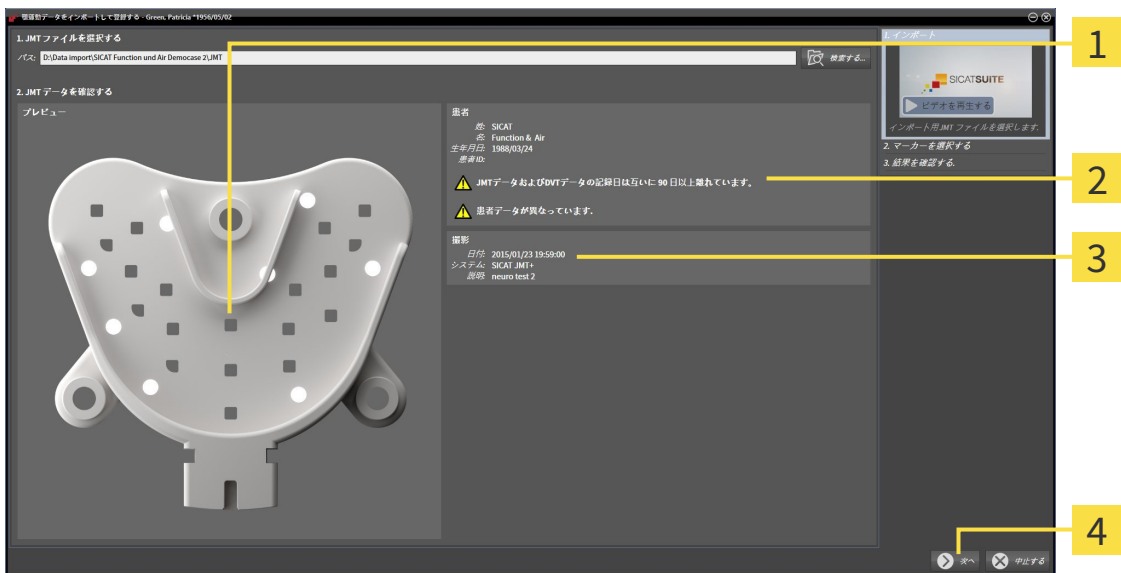 顎運動データをインポートして登録する - Green, Patricia *1956/05/02
1. JMT ファイルを選択する
パス: D:\Data import\SICAT Function und Air Democase 2\JMT
検索する...
2. JMT データを確認する
プレビュー
患者
姓: SICAT
名: Function & Air
生年月日: 1988/03/24
患者 ID:
JMTデータおよびDVTデータの記録日は互いに 90 日以上離れています。
患者データが異なっています.
撮影
日付: 2015/01/23 19:59:00
システム: SICAT JMT+
説明: neuro test 2
1. インポート
SICATSUITE
ビデオを再生する
インポート用 JMT ファイルを選択します.
2. マーカーを選択する
3. 結果を確認する.
次へ
中止する
1
2
3
4